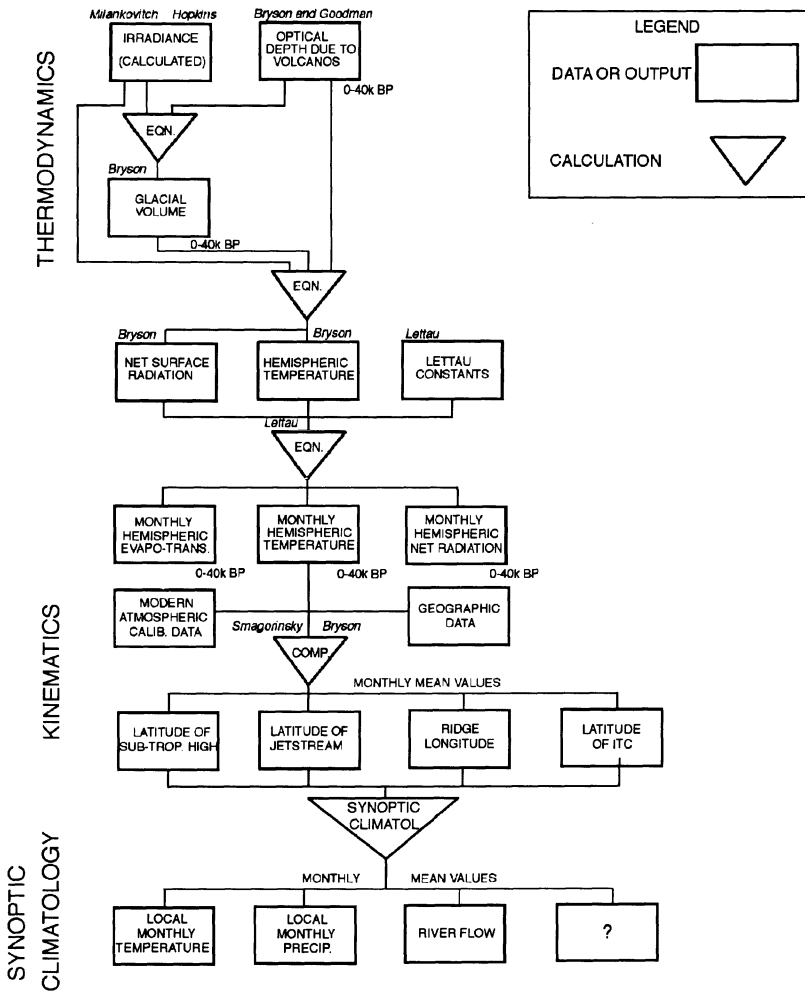 Milankovitch Hopkins
IRRADIANCE
(CALCULATED)
Bryson and Goodman
OPTICAL
DEPTH DUE TO
VOLCANOS
0-40k BP
EQN.
Bryson
GLACIAL
VOLUME
0-40k BP
EQN.
THERMODYNAMICS
LEGEND
DATA OR OUTPUT
CALCULATION
Bryson
NET SURFACE
RADIATION
Bryson
HEMISPHERIC
TEMPERATURE
Lettau
LETTAU
CONSTANTS
Lettau
EQN.
MONTHLY
HEMISPHERIC
EVAPO-TRANS.
0-40k BP
MONTHLY
HEMISPHERIC
TEMPERATURE
0-40k BP
MONTHLY
HEMISPHERIC
NET RADIATION
0-40k BP
KINEMATICS
MODERN
ATMOSPHERIC
CALIB. DATA
GEOGRAPHIC
DATA
Smagorinsky Bryson
COMP.
MONTHLY MEAN VALUES
LATITUDE OF
SUB-TROP. HIGH
LATITUDE OF
JETSTREAM
RIDGE
LONGITUDE
LATITUDE
OF ITC
SYNOPTIC
CLIMATOL
SYNOPTIC
CLIMATOLOGY
MONTHLY MEAN VALUES
LOCAL
MONTHLY
TEMPERATURE
LOCAL
MONTHLY
PRECIP.
RIVER FLOW
?